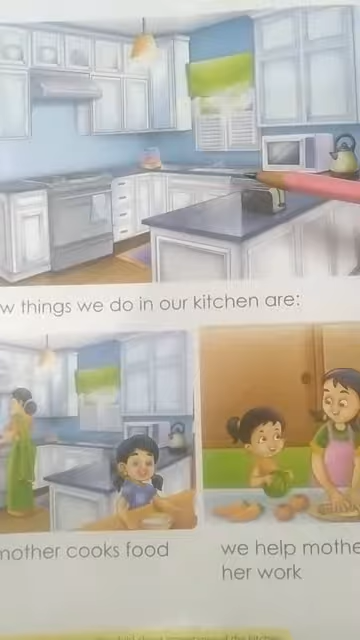 w things we do in our kitchen are:
mother cooks food
we help mothe
her work